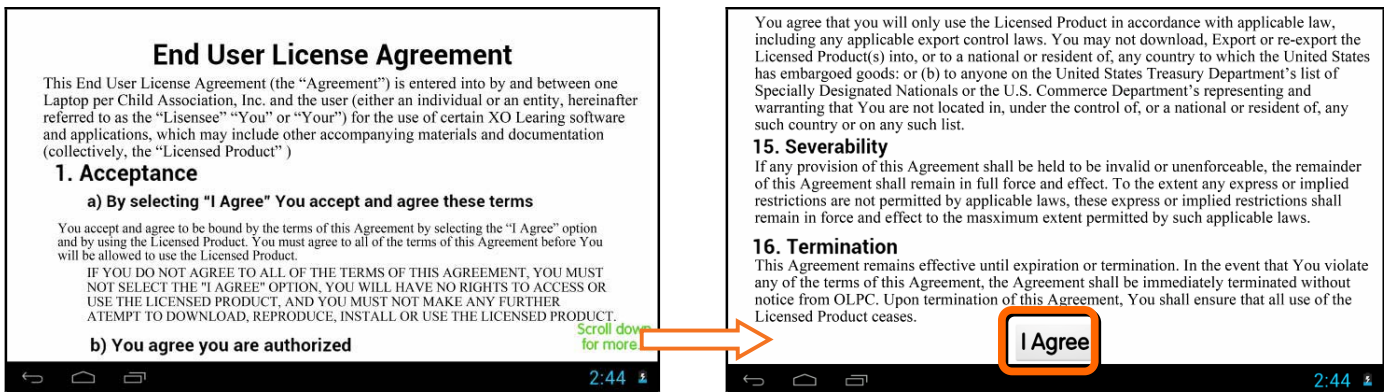 End User License Agreement
This End User License Agreement (the “Agreement”) is entered into by and between one
Laptop per Child Association, Inc. and the user (either an individual or an entity, hereinafter
referred to as the “Lisensee” “You” or “Your”) for the use of certain XO Learing software
and applications, which may include other accompanying materials and documentation
(collectively, the “Licensed Product” )
1. Acceptance
a) By selecting "I Agree" You accept and agree these terms
You accept and agree to be bound by the terms of this Agreement by selecting the “I Agree” option
and by using the Licensed Product. You must agree to all of the terms of this Agreement before You
will be allowed to use the Licensed Product.
IF YOU DO NOT AGREE TO ALL OF THE TERMS OF THIS AGREEMENT, YOU MUST
NOT SELECT THE "I AGREE" OPTION, YOU WILL HAVE NO RIGHTS TO ACCESS OR
USE THE LICENSED PRODUCT, AND YOU MUST NOT MAKE ANY FURTHER
ATEMPT TO DOWNLOAD, REPRODUCE, INSTALL OR USE THE LICENSED PRODUCT.
Scroll down
for more.
b) You agree you are authorized
2:44
You agree that you will only use the Licensed Product in accordance with applicable law,
including any applicable export control laws. You may not download, Export or re-export the
Licensed Product(s) into, or to a national or resident of, any country to which the United States
has embargoed goods: or (b) to anyone on the United States Treasury Department’s list of
Specially Designated Nationals or the U.S. Commerce Department’s representing and
warranting that You are not located in, under the control of, or a national or resident of, any
such country or on any such list.
15. Severability
If any provision of this Agreement shall be held to be invalid or unenforceable, the remainder
of this Agreement shall remain in full force and effect. To the extent any express or implied
restrictions are not permitted by applicable laws, these express or implied restrictions shall
remain in force and effect to the masximum extent permitted by such applicable laws.
16. Termination
This Agreement remains effective until expiration or termination. In the event that You violate
any of the terms of this Agreement, the Agreement shall be immediately terminated without
notice from OLPC. Upon termination of this Agreement, You shall ensure that all use of the
Licensed Product ceases.
I Agree
2:44